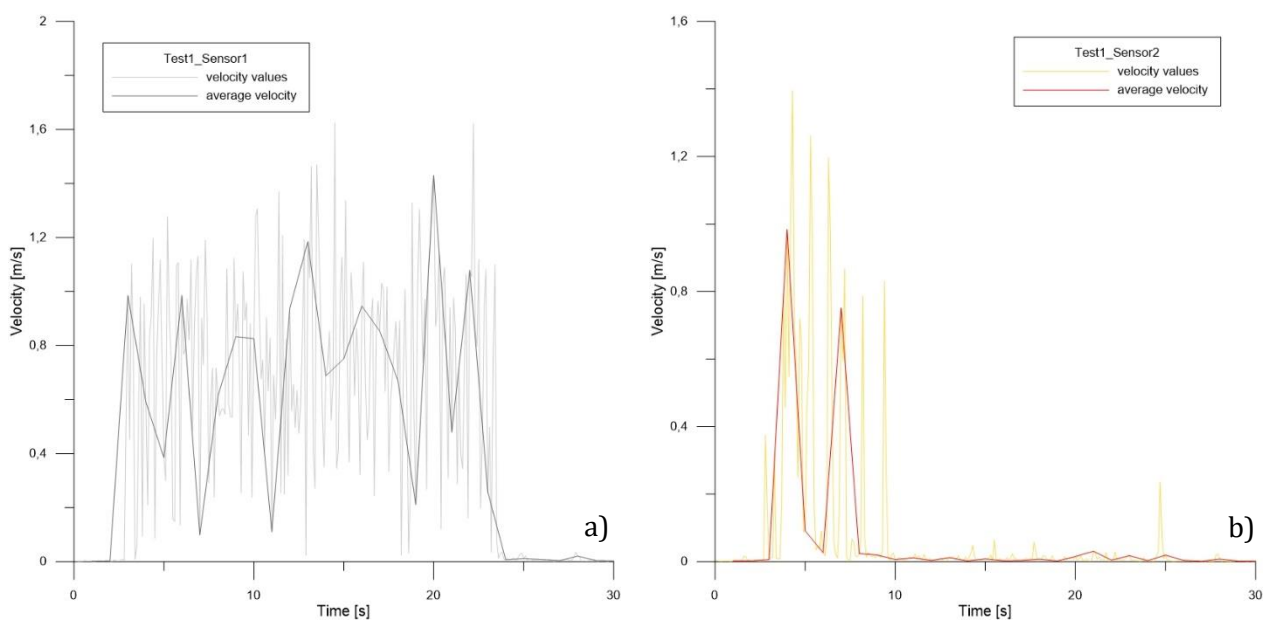 2
1,6
1,2
0,8
0,4
0
Velocity [m/s]
Test1_Sensor1
velocity values
average velocity
0
10
20
30
Time [s]
a)
1,6
1,2
0,8
0,4
0
Velocity [m/s]
Test1_Sensor2
velocity values
average velocity
0
10
20
30
Time [s]
b)